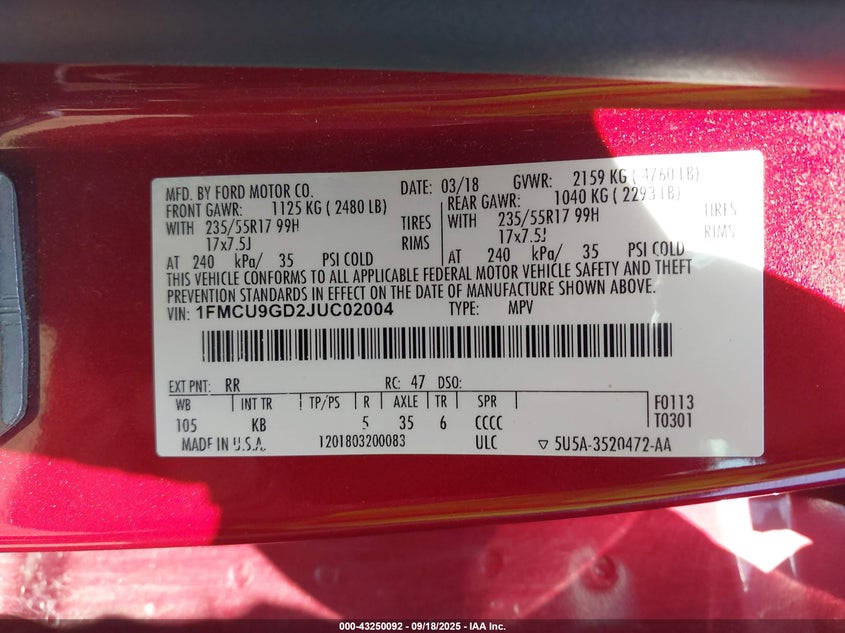 MFD. BY FORD MOTOR CO. DATE: 03/18 GVWR: 2159 KG ( 4760 LB)
FRONT GAWR: 1125 KG ( 2480 LB) REAR GAWR: 1040 KG ( 2293 LB)
WITH 235/55R17 99H TIRES WITH 235/55R17 99H TIRES
17x7.5J RIMS 17x7.5J RIMS
AT 240 kPa/ 35 PSI COLD AT 240 kPa/ 35 PSI COLD
THIS VEHICLE CONFORMS TO ALL APPLICABLE FEDERAL MOTOR VEHICLE SAFETY AND THEFT
PREVENTION STANDARDS IN EFFECT ON THE DATE OF MANUFACTURE SHOWN ABOVE.
VIN: 1FMCU9GD2JUC02004 TYPE: MPV
EXT PNT: RR RC: 47 DSO:
WB INT TR TP/PS R AXLE TR SPR F0113
105 KB 5 35 6 CCCC T0301
MADE IN U.S.A. 1201803200083 ULC ▽ 5U5A-3520472-AA
000-43250092 - 09/18/2025 - IAA Inc.